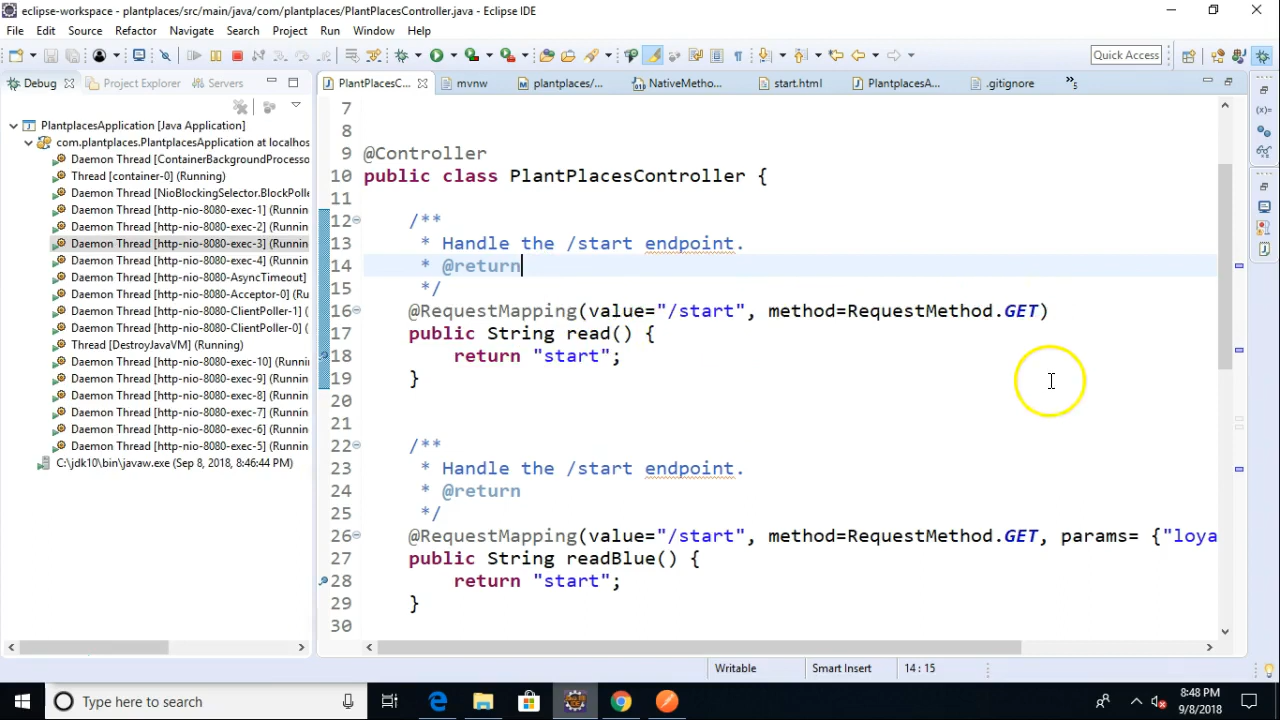 eclipse-workspace - plantplaces/src/main/java/com/plantplaces/PlantPlacesController.java - Eclipse IDE
File Edit Source Refactor Navigate Search Project Run Window Help
Quick Access
Debug Project Explorer Servers
PlantPlacesC... mvnw plantplaces/... NativeMetho... start.html PlantplacesA... .gitignore »5
PlantplacesApplication [Java Application]
com.plantplaces.PlantplacesApplication at localhos
Daemon Thread [ContainerBackgroundProcesso
Thread [container-0] (Running)
Daemon Thread [NioBlockingSelector.BlockPolle
Daemon Thread [http-nio-8080-exec-1] (Runnin
Daemon Thread [http-nio-8080-exec-2] (Runnin
Daemon Thread [http-nio-8080-exec-3] (Runnin
Daemon Thread [http-nio-8080-exec-4] (Runnin
Daemon Thread [http-nio-8080-AsyncTimeout]
Daemon Thread [http-nio-8080-Acceptor-0] (Ru
Daemon Thread [http-nio-8080-ClientPoller-1] (
Daemon Thread [http-nio-8080-ClientPoller-0] (
Thread [DestroyJavaVM] (Running)
Daemon Thread [http-nio-8080-exec-10] (Runnin
Daemon Thread [http-nio-8080-exec-9] (Runnin
Daemon Thread [http-nio-8080-exec-8] (Runnin
Daemon Thread [http-nio-8080-exec-7] (Runnin
Daemon Thread [http-nio-8080-exec-6] (Runnin
Daemon Thread [http-nio-8080-exec-5] (Runnin
C:\jdk10\bin\javaw.exe (Sep 8, 2018, 8:46:44 PM)
7
8
9 @Controller
10 public class PlantPlacesController {
11
12 /**
13 * Handle the /start endpoint.
14 * @return
15 */
16 @RequestMapping(value="/start", method=RequestMethod.GET)
17 public String read() {
18 return "start";
19 }
20
21
22 /**
23 * Handle the /start endpoint.
24 * @return
25 */
26 @RequestMapping(value="/start", method=RequestMethod.GET, params= {"loya
27 public String readBlue() {
28 return "start";
29 }
30
Writable Smart Insert 14 : 15
Type here to search
8:48 PM
9/8/2018